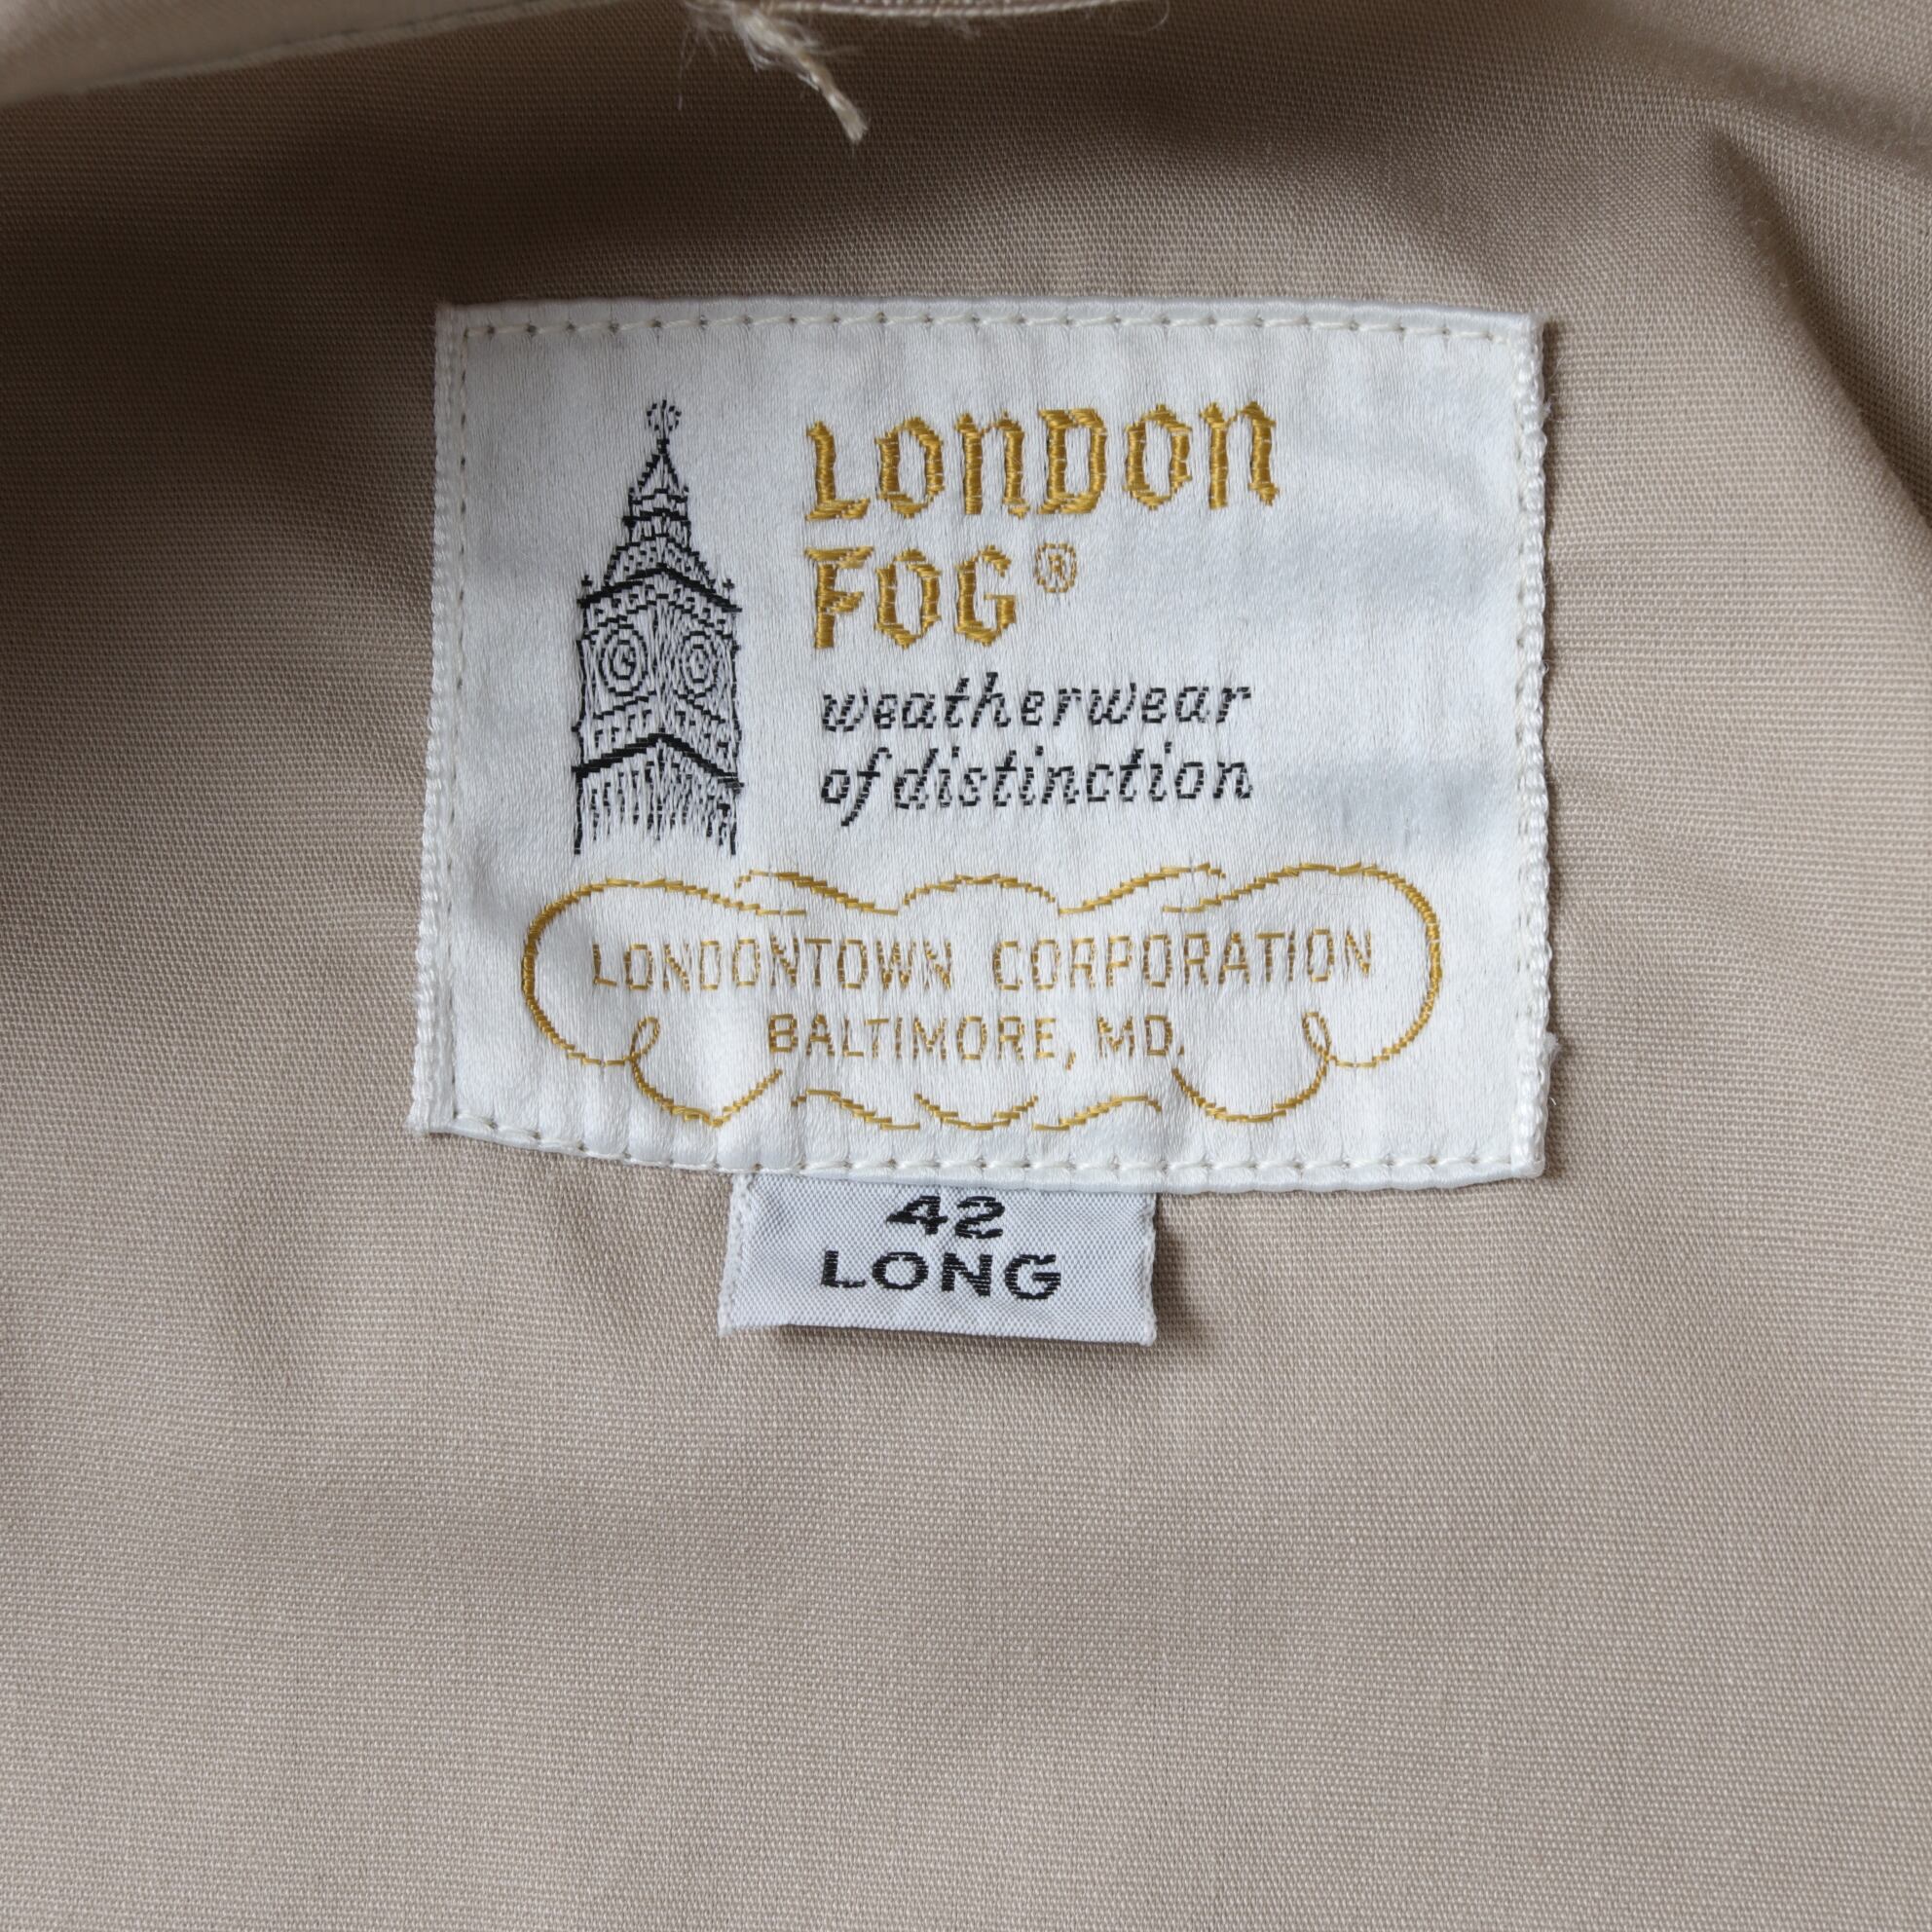 LONDON
FOG®
weatherwear
of distinction
LONDONTOWN CORPORATION
BALTIMORE, MD.
42
LONG